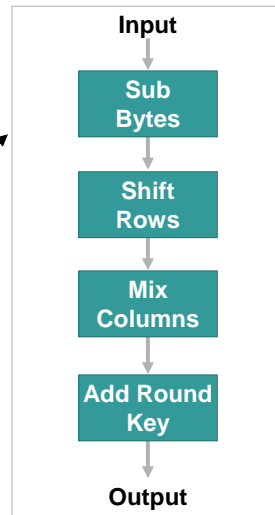 Input
Sub
Bytes
Shift
Rows
Mix
Columns
Add Round
Key
Output